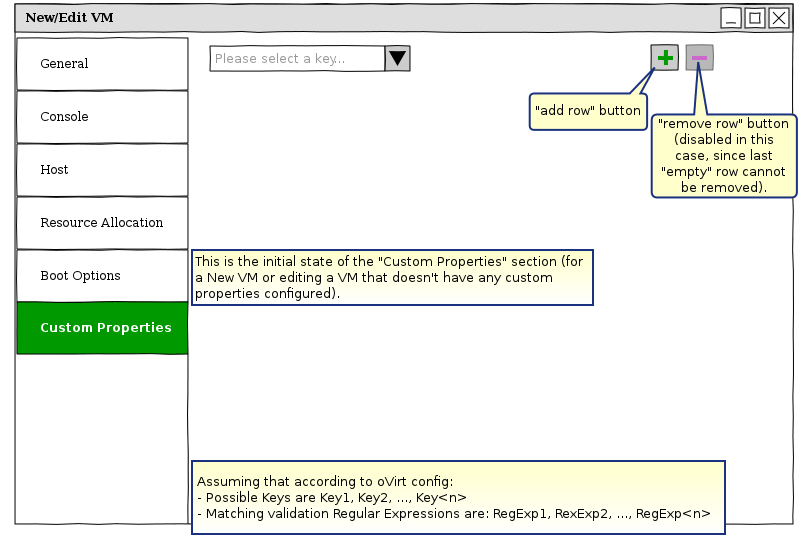 New/Edit VM
General
Console
Host
Resource Allocation
Boot Options
Custom Properties
Please select a key...
"add row" button
"remove row" button
(disabled in this
case, since last
"empty" row cannot
be removed).
This is the initial state of the "Custom Properties" section (for
a New VM or editing a VM that doesn't have any custom
properties configured).
Assuming that according to oVirt config:
- Possible Keys are Key1, Key2, ..., Key<n>
- Matching validation Regular Expressions are: RegExp1, RexExp2, ..., RegExp<n>